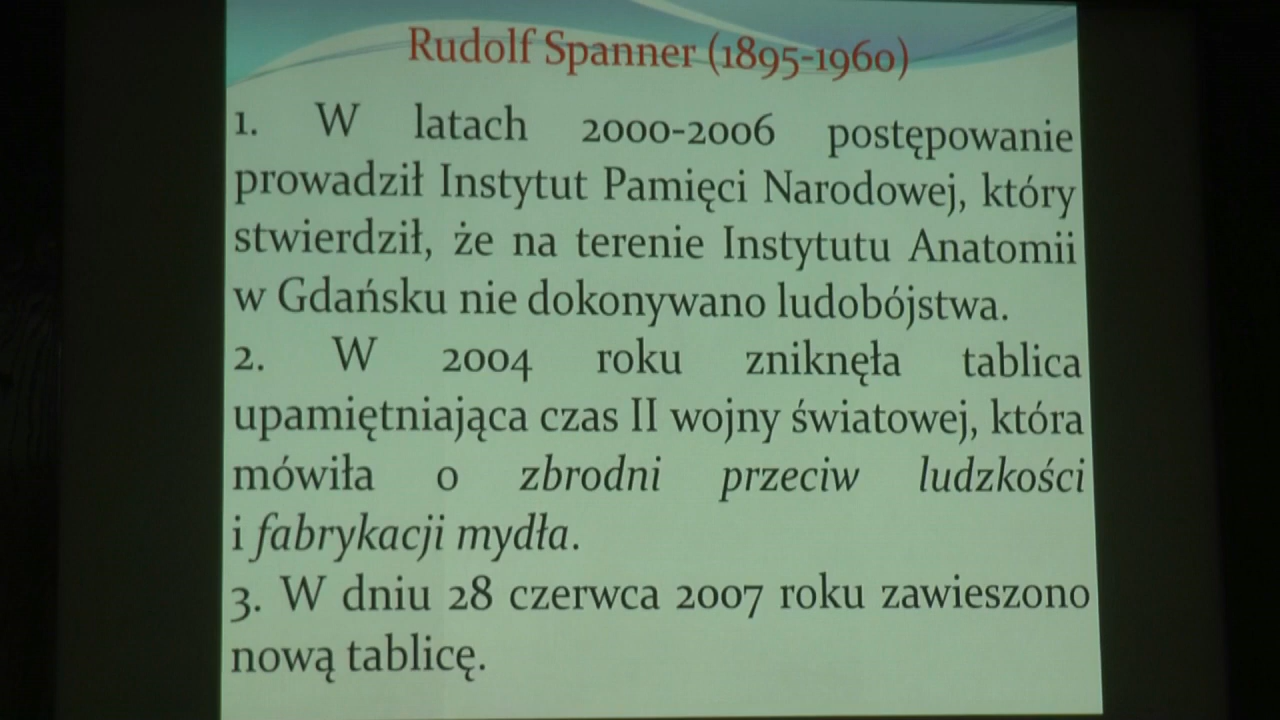 Rudolf Spanner (1895-1960)
1. W latach 2000-2006 postępowanie
prowadził Instytut Pamięci Narodowej, który
stwierdził, że na terenie Instytutu Anatomii
w Gdańsku nie dokonywano ludobójstwa.
2. W 2004 roku zniknęła tablica
upamiętniająca czas II wojny światowej, która
mówiła o zbrodni przeciw ludzkości
i fabrykacji mydła.
3. W dniu 28 czerwca 2007 roku zawieszono
nową tablicę.